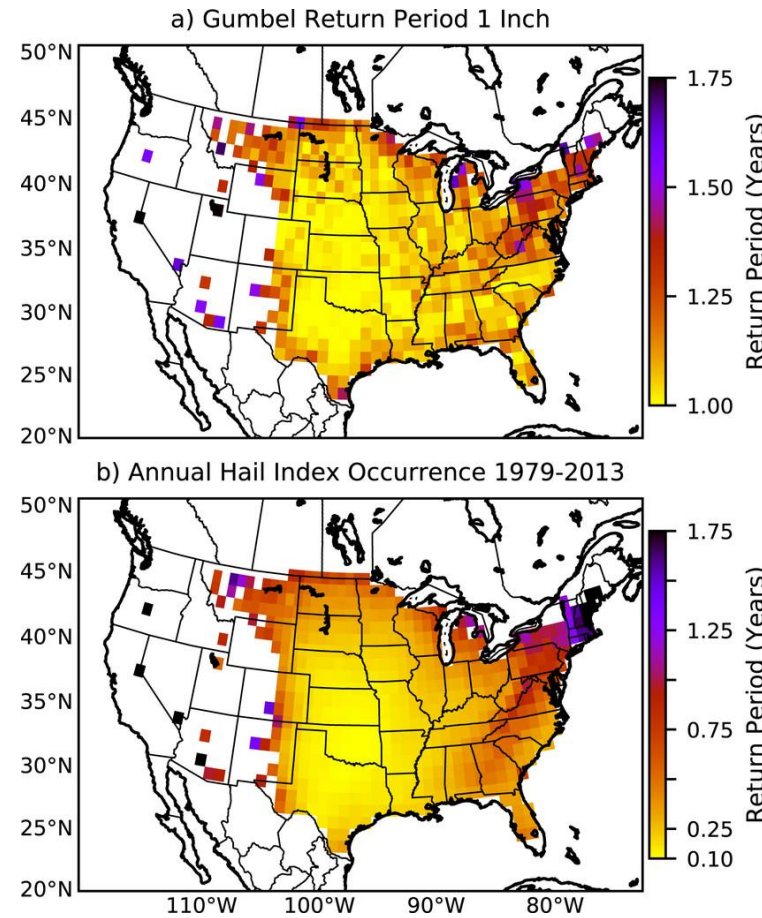 a) Gumbel Return Period 1 Inch
50°N
45°N
40°N
35°N
30°N
25°N
20°N
1.75
1.50
1.25
1.00
Return Period (Years)
b) Annual Hail Index Occurrence 1979-2013
50°N
45°N
40°N
35°N
30°N
25°N
20°N
110°W 100°W 90°W 80°W
1.75
1.25
0.75
0.25
0.10
Return Period (Years)